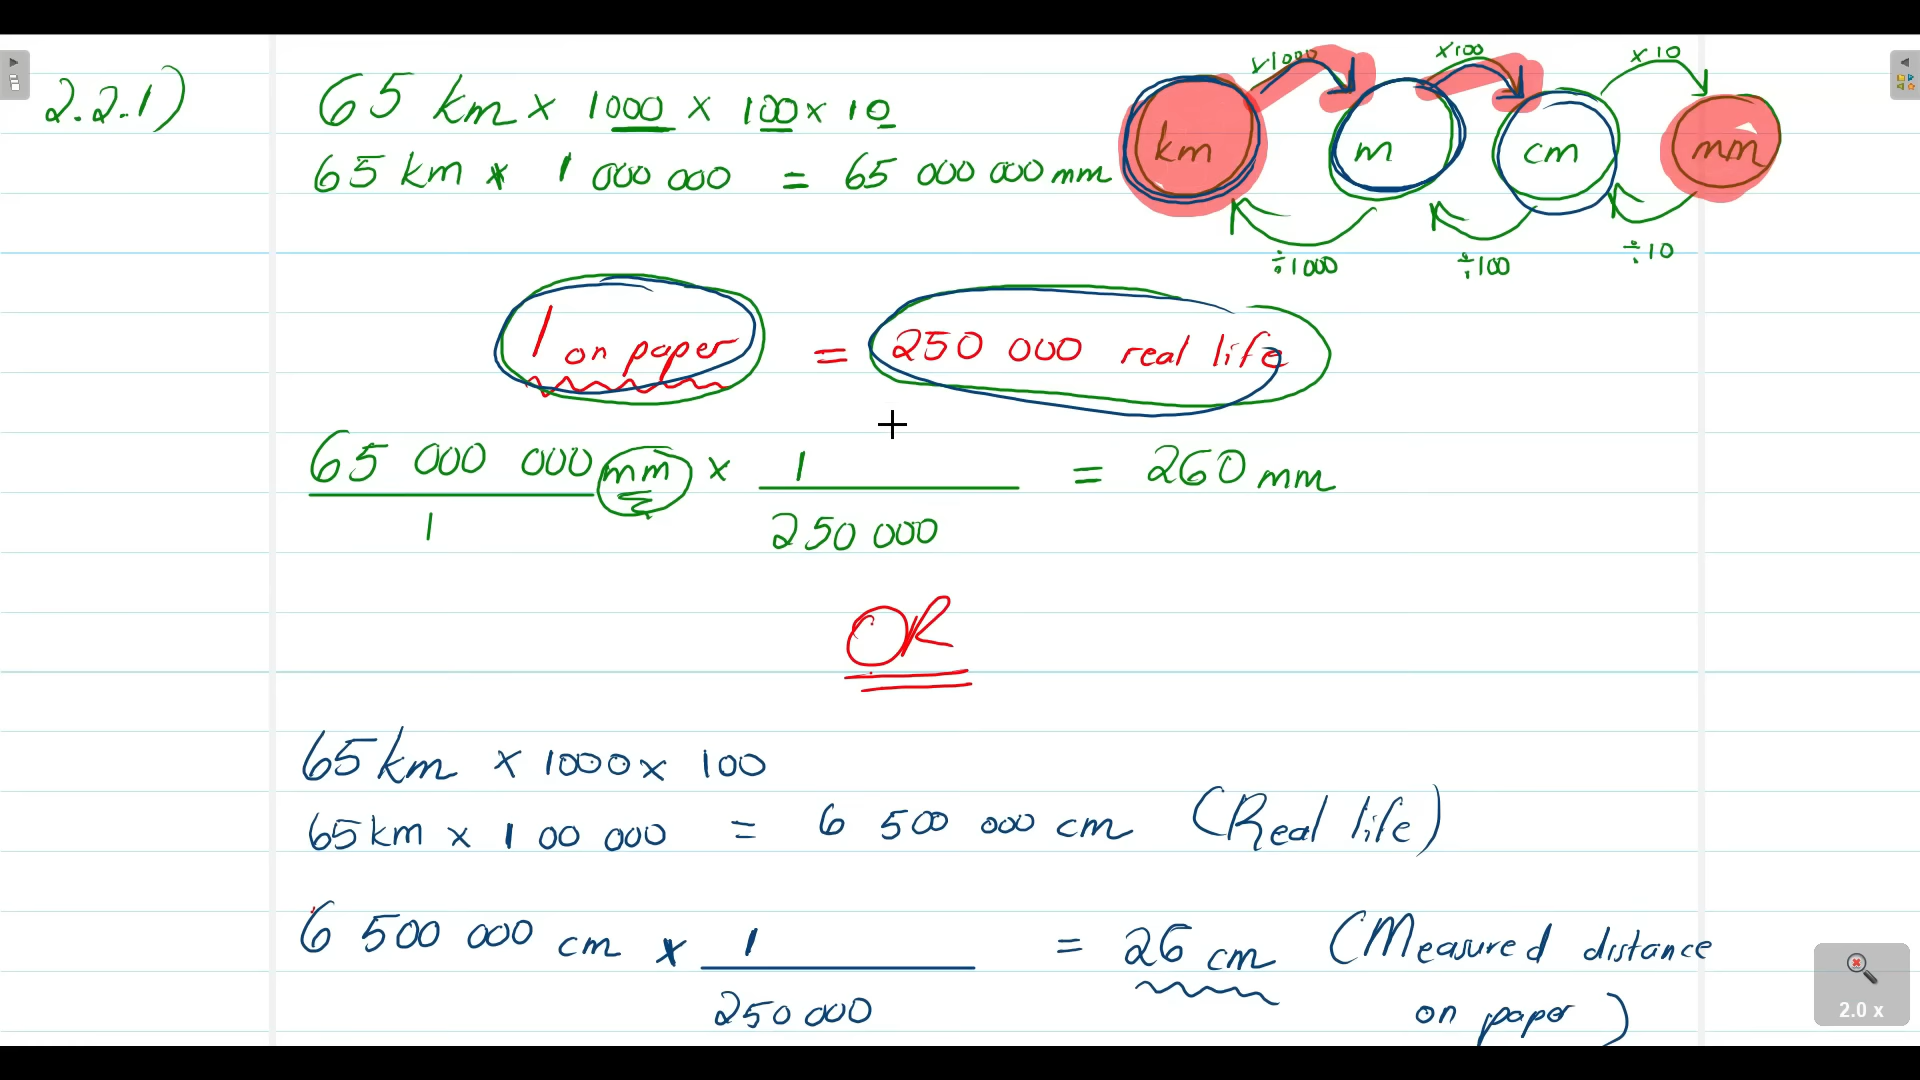 2.2.1)
65 km × 1000 × 100 × 10
65 km × 1 000 000 = 65 000 000 mm
×1000 ×100 ×10
km m cm mm
÷1000 ÷100 ÷10
1 on paper = 250 000 real life
65 000 000 mm × 1 = 260 mm
1 250 000
OR
65 km × 1000 × 100
65 km × 100 000 = 6 500 000 cm (Real life)
6 500 000 cm × 1 = 26 cm (Measured distance
250 000 on paper)
2.0 x